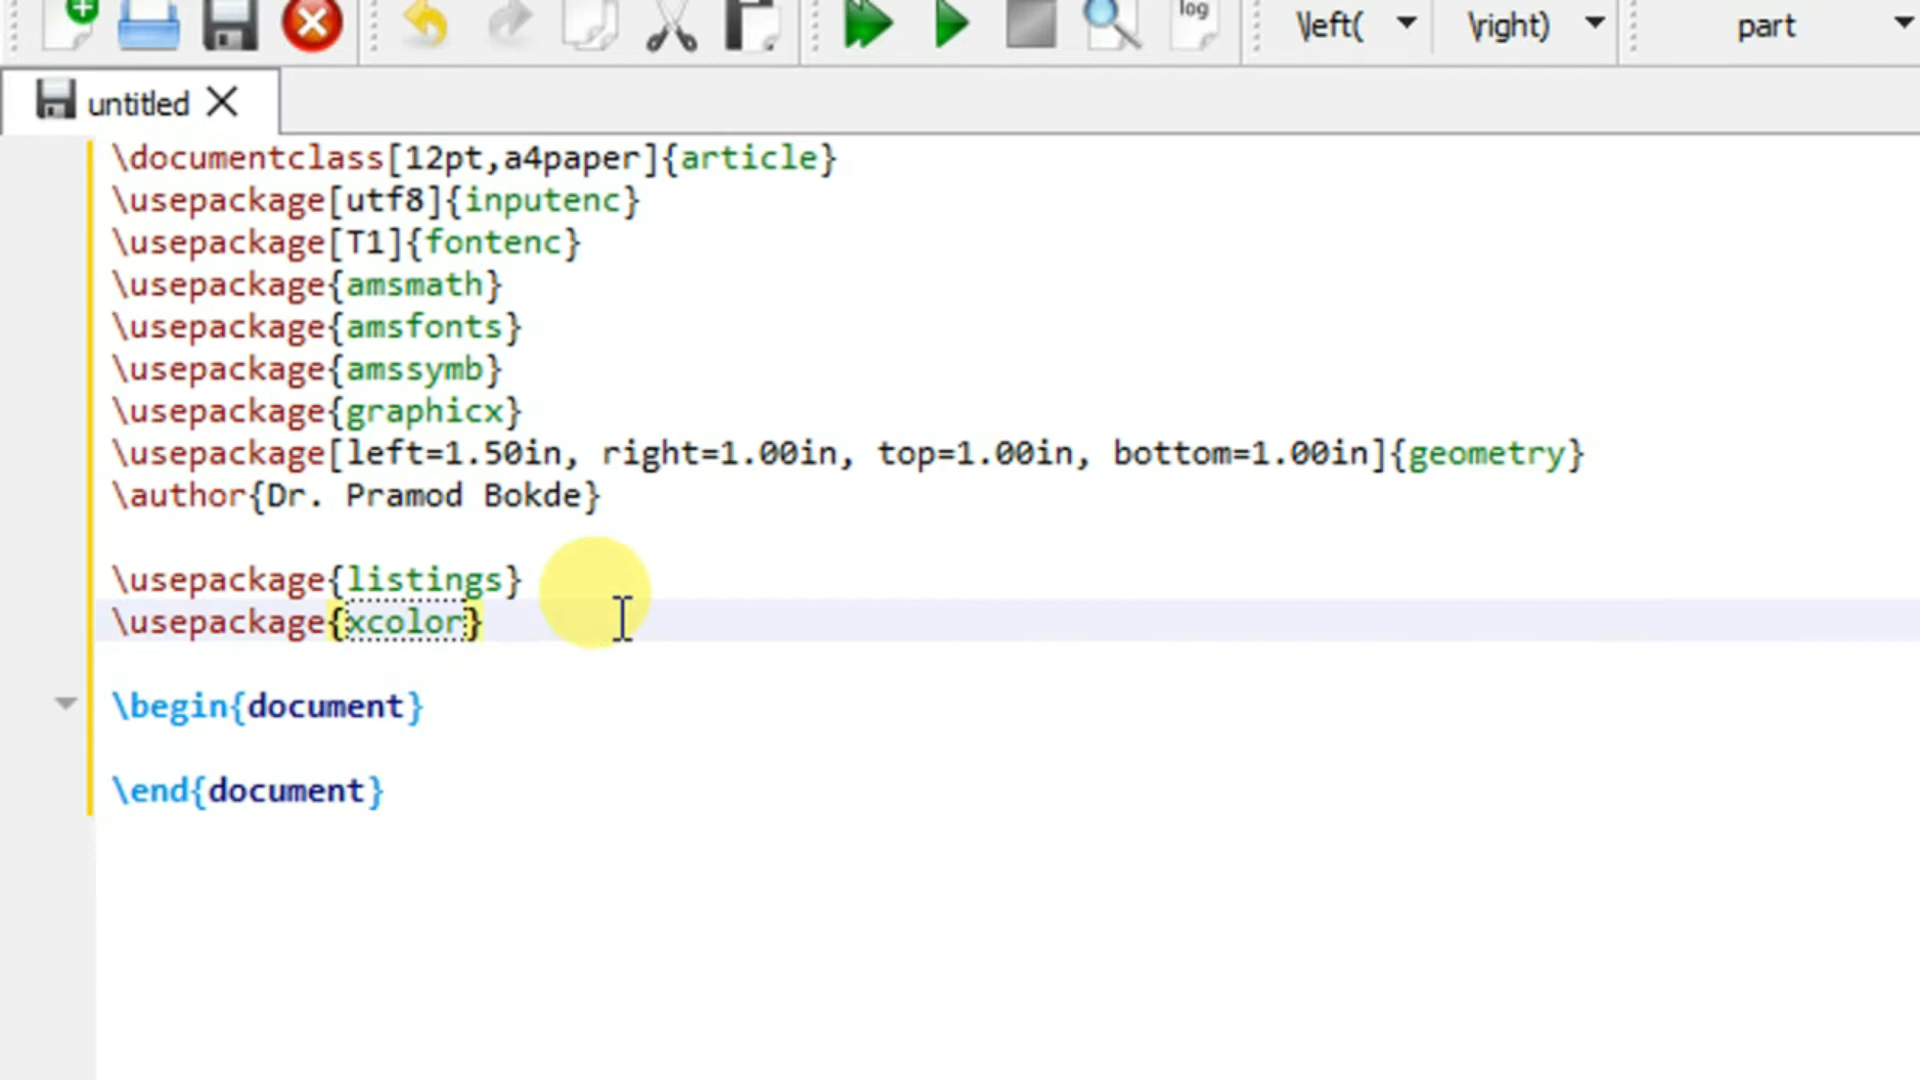 log
\left(
\right)
part
untitled
\documentclass[12pt,a4paper]{article}
\usepackage[utf8]{inputenc}
\usepackage[T1]{fontenc}
\usepackage{amsmath}
\usepackage{amsfonts}
\usepackage{amssymb}
\usepackage{graphicx}
\usepackage[left=1.50in, right=1.00in, top=1.00in, bottom=1.00in]{geometry}
\author{Dr. Pramod Bokde}
\usepackage{listings}
\usepackage{xcolor}
\begin{document}
\end{document}